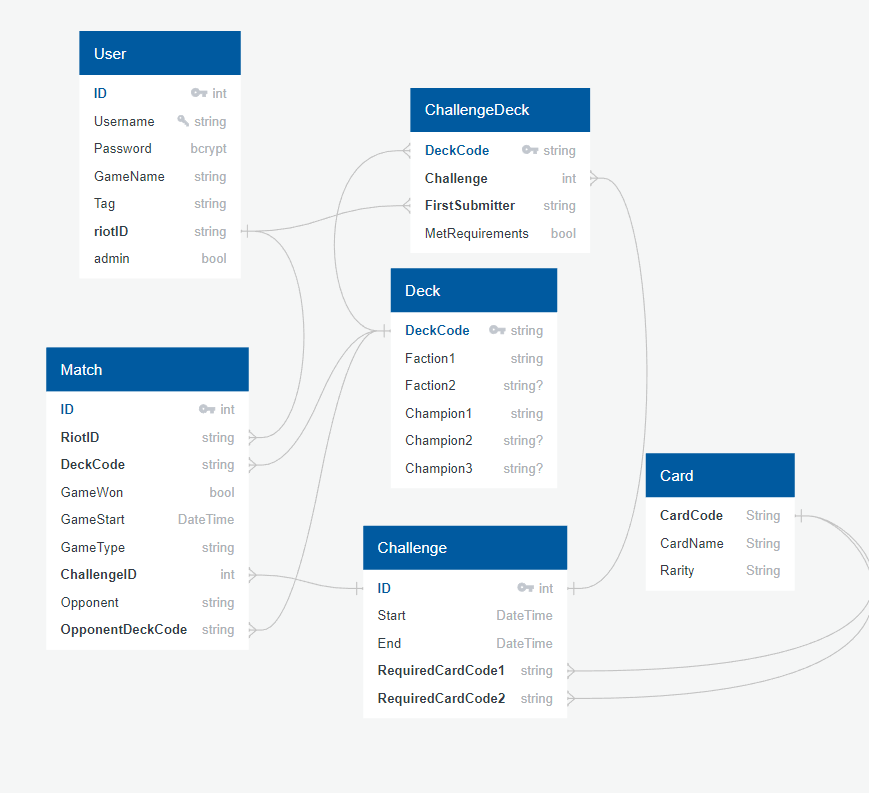 User
ID int
Username string
Password bcrypt
GameName string
Tag string
riotID string
admin bool
ChallengeDeck
DeckCode string
Challenge int
FirstSubmitter string
MetRequirements bool
Deck
DeckCode string
Faction1 string
Faction2 string?
Champion1 string
Champion2 string?
Champion3 string?
Match
ID int
RiotID string
DeckCode string
GameWon bool
GameStart DateTime
GameType string
ChallengeID int
Opponent string
OpponentDeckCode string
Challenge
ID int
Start DateTime
End DateTime
RequiredCardCode1 string
RequiredCardCode2 string
Card
CardCode String
CardName String
Rarity String